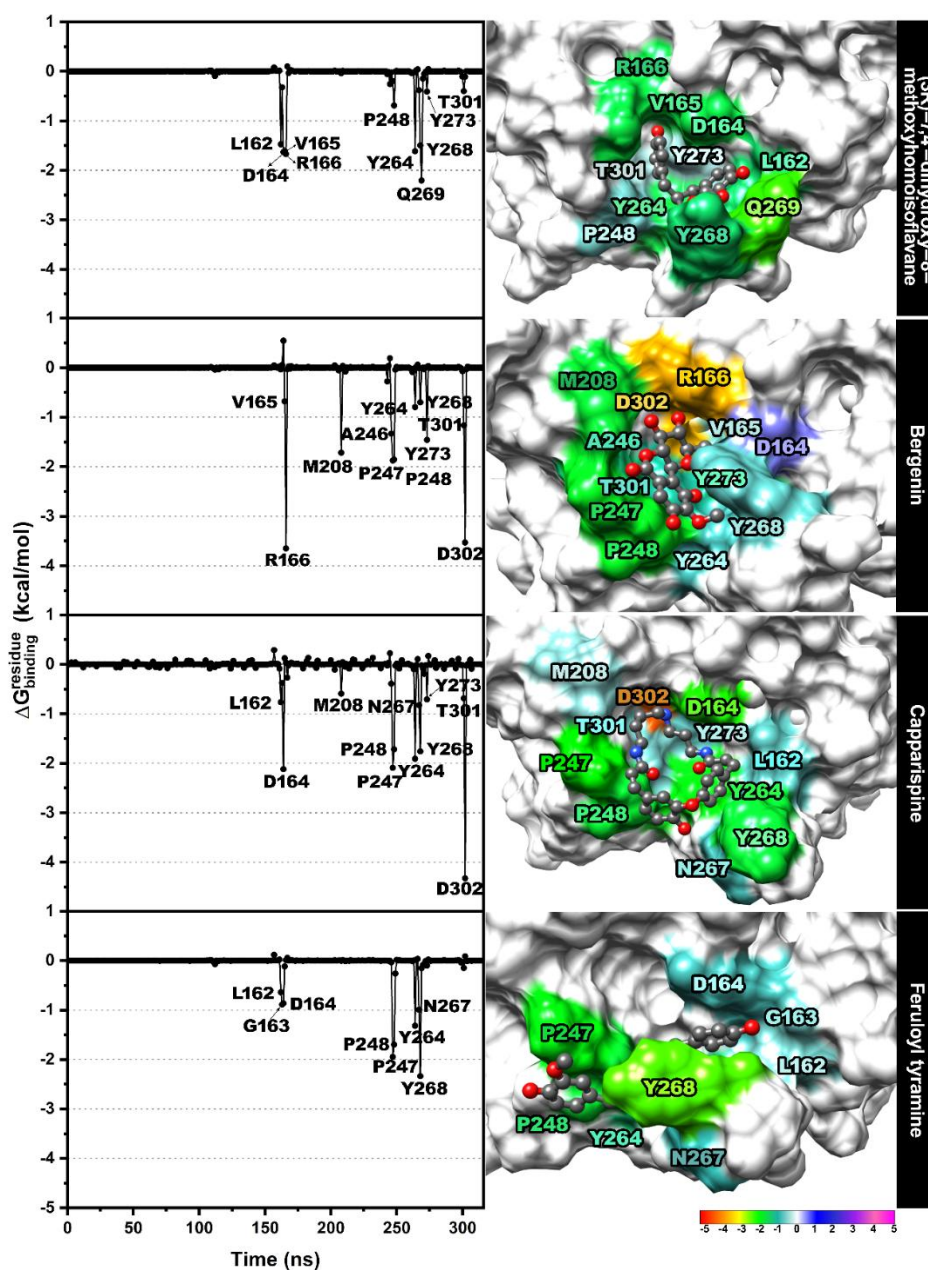 1
0
-1
-2
-3
-4
L162
V165
D164
R166
P248
T301
Y273
Y264
Y268
Q269
R166
V165
D164
T301
Y273
L162
Y264
Q269
P248
Y268
methoxyhomoisoflavane
1
0
-1
-2
-3
-4
V165
R166
M208
A246
Y264
P247
P248
Y268
T301
Y273
D302
M208
R166
D302
V165
D164
A246
T301
Y273
P247
Y268
P248
Y264
Bergenin
ΔG residue binding (kcal/mol)
1
0
-1
-2
-3
-4
L162
D164
M208
N267
P248
P247
Y264
Y268
Y273
T301
D302
M208
D302
D164
T301
Y273
L162
P247
Y264
P248
Y268
N267
Capparispine
1
0
-1
-2
-3
-4
-5
L162
D164
G163
N267
P248
Y264
P247
Y268
D164
G163
P247
L162
Y268
P248
Y264
N267
Feruloyl tyramine
0 50 100 150 200 250 300
Time (ns)
-5 -4 -3 -2 -1 0 1 2 3 4 5